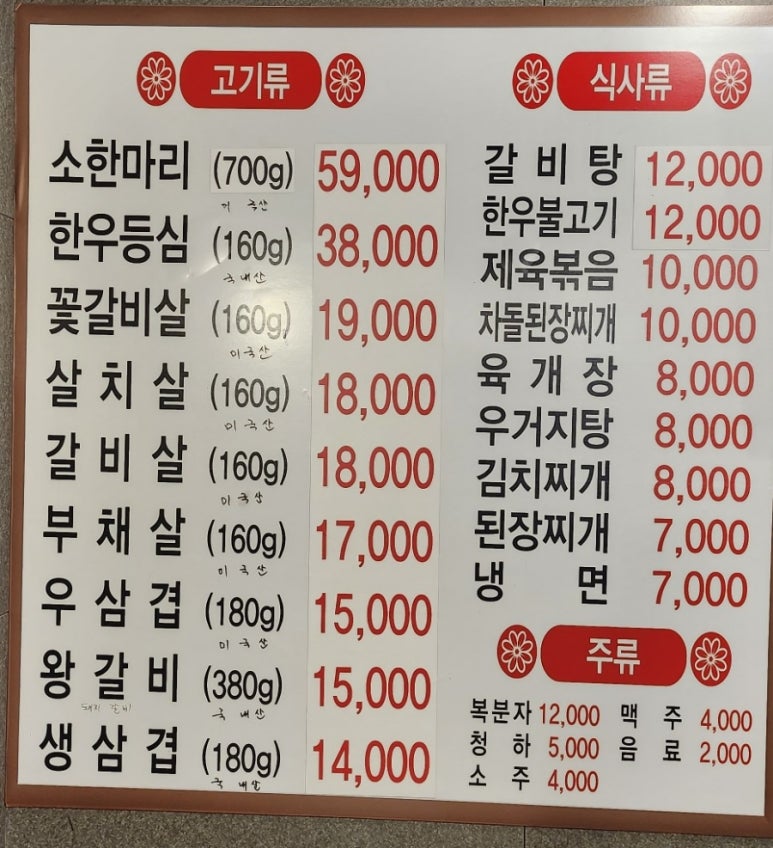 고기류
소한마리 (700g) 59,000
미 국산
한우등심 (160g) 38,000
국내산
꽃갈비살 (160g) 19,000
미국산
살치살 (160g) 18,000
미국산
갈비살 (160g) 18,000
미국산
부채살 (160g) 17,000
미국산
우삼겹 (180g) 15,000
미국산
왕갈비 (380g) 15,000
돼지갈비 국내산
생삼겹 (180g) 14,000
국내산
식사류
갈비탕 12,000
한우불고기 12,000
제육볶음 10,000
차돌된장찌개 10,000
육개장 8,000
우거지탕 8,000
김치찌개 8,000
된장찌개 7,000
냉면 7,000
주류
복분자 12,000 맥주 4,000
청하 5,000 음료 2,000
소주 4,000